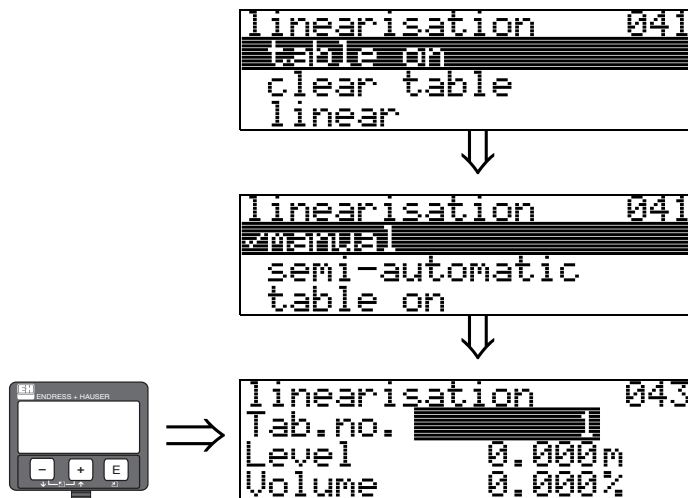 linearisation 041
table on
clear table
linear
linearisation 041
✓manual
semi-automatic
table on
EH
ENDRESS + HAUSER
- + E
linearisation 043
Tab.no. 1
Level 0.000m
Volume 0.000%